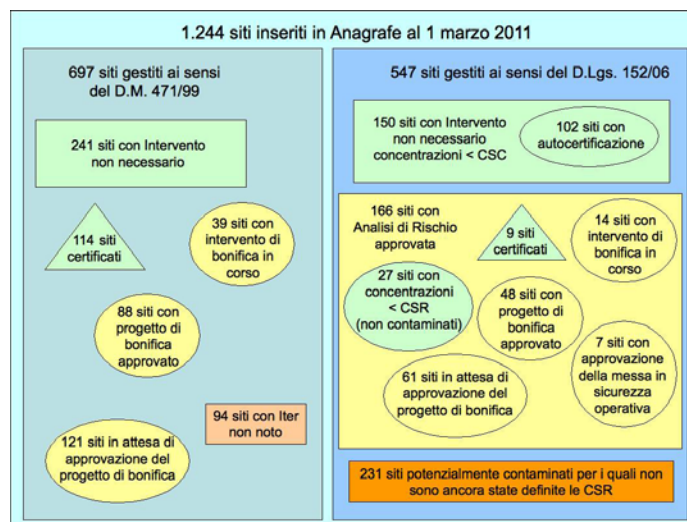 1.244 siti inseriti in Anagrafe al 1 marzo 2011
697 siti gestiti ai sensi
del D.M. 471/99
241 siti con Intervento
non necessario
114 siti
certificati
39 siti con
intervento di
bonifica in
corso
88 siti con
progetto di
bonifica
approvato
94 siti con Iter
non noto
121 siti in attesa di
approvazione del
progetto di bonifica
547 siti gestiti ai sensi del D.Lgs. 152/06
150 siti con Intervento
non necessario
concentrazioni < CSC
102 siti con
autocertificazione
166 siti con
Analisi di Rischio
approvata
9 siti
certificati
14 siti con
intervento di
bonifica in
corso
27 siti con
concentrazioni
< CSR
(non contaminati)
48 siti con
progetto di
bonifica
approvato
7 siti con
approvazione
della messa in
sicurezza
operativa
61 siti in attesa di
approvazione del
progetto di bonifica
231 siti potenzialmente contaminati per i quali non
sono ancora state definite le CSR